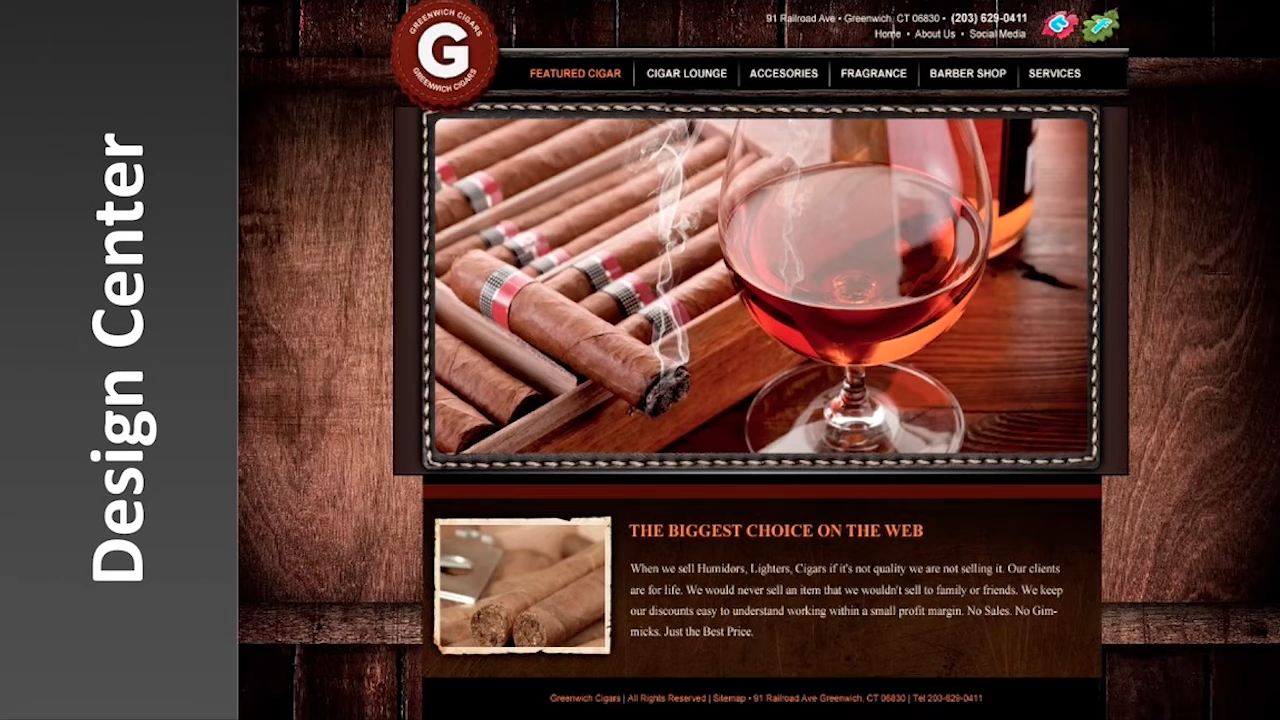 Design Center
GREENWICH CIGARS
G
GREENWICH CIGARS
91 Railroad Ave • Greenwich, CT 06830 • (203) 629-0411
Home • About Us • Social Media
FEATURED CIGAR CIGAR LOUNGE ACCESORIES FRAGRANCE BARBER SHOP SERVICES
THE BIGGEST CHOICE ON THE WEB
When we sell Humidors, Lighters, Cigars if it's not quality we are not selling it. Our clients
are for life. We would never sell an item that we wouldn't sell to family or friends. We keep
our discounts easy to understand working within a small profit margin. No Sales. No Gim-
micks. Just the Best Price.
Greenwich Cigars | All Rights Reserved | Sitemap • 91 Railroad Ave Greenwich, CT 06830 | Tel 203-629-0411